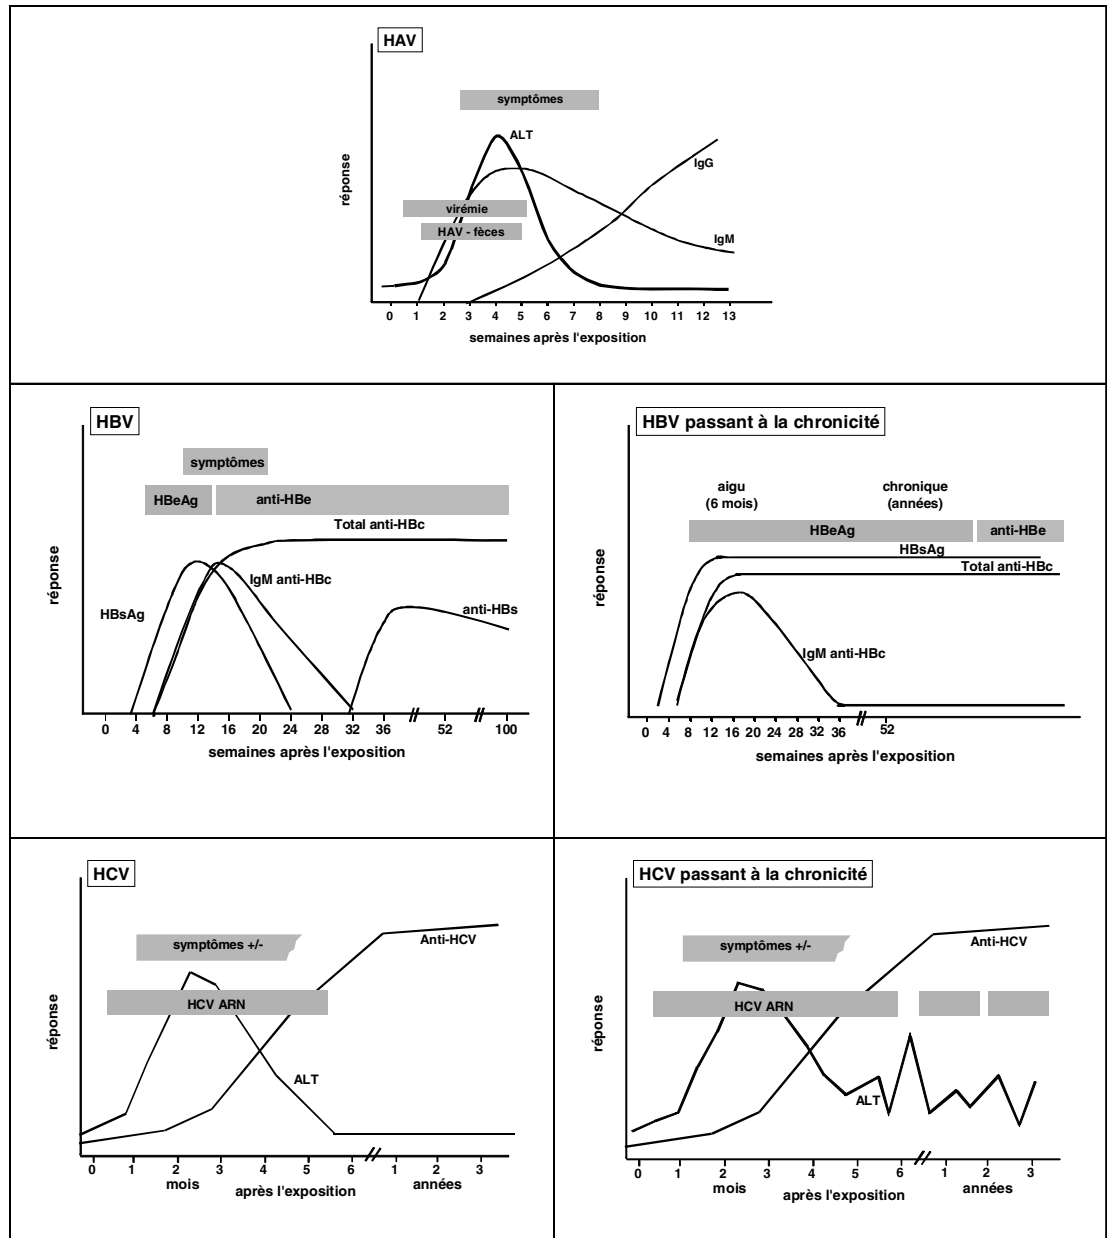 HAV
symptômes
ALT
IgG
virémie
HAV - fèces
IgM
réponse
0 1 2 3 4 5 6 7 8 9 10 11 12 13
semaines après l'exposition
HBV
symptômes
HBeAg anti-HBe
Total anti-HBc
IgM anti-HBc
HBsAg
anti-HBs
réponse
0 4 8 12 16 20 24 28 32 36 52 100
semaines après l'exposition
HBV passant à la chronicité
aigu
(6 mois)
chronique
(années)
HBeAg anti-HBe
HBsAg
Total anti-HBc
IgM anti-HBc
réponse
0 4 8 12 16 20 24 28 32 36 52
semaines après l'exposition
HCV
symptômes +/-
Anti-HCV
HCV ARN
ALT
réponse
0 1 2 3 4 5 6 1 2 3
mois après l'exposition années
HCV passant à la chronicité
symptômes +/-
Anti-HCV
HCV ARN
ALT
réponse
0 1 2 3 4 5 6 1 2 3
mois après l'exposition années